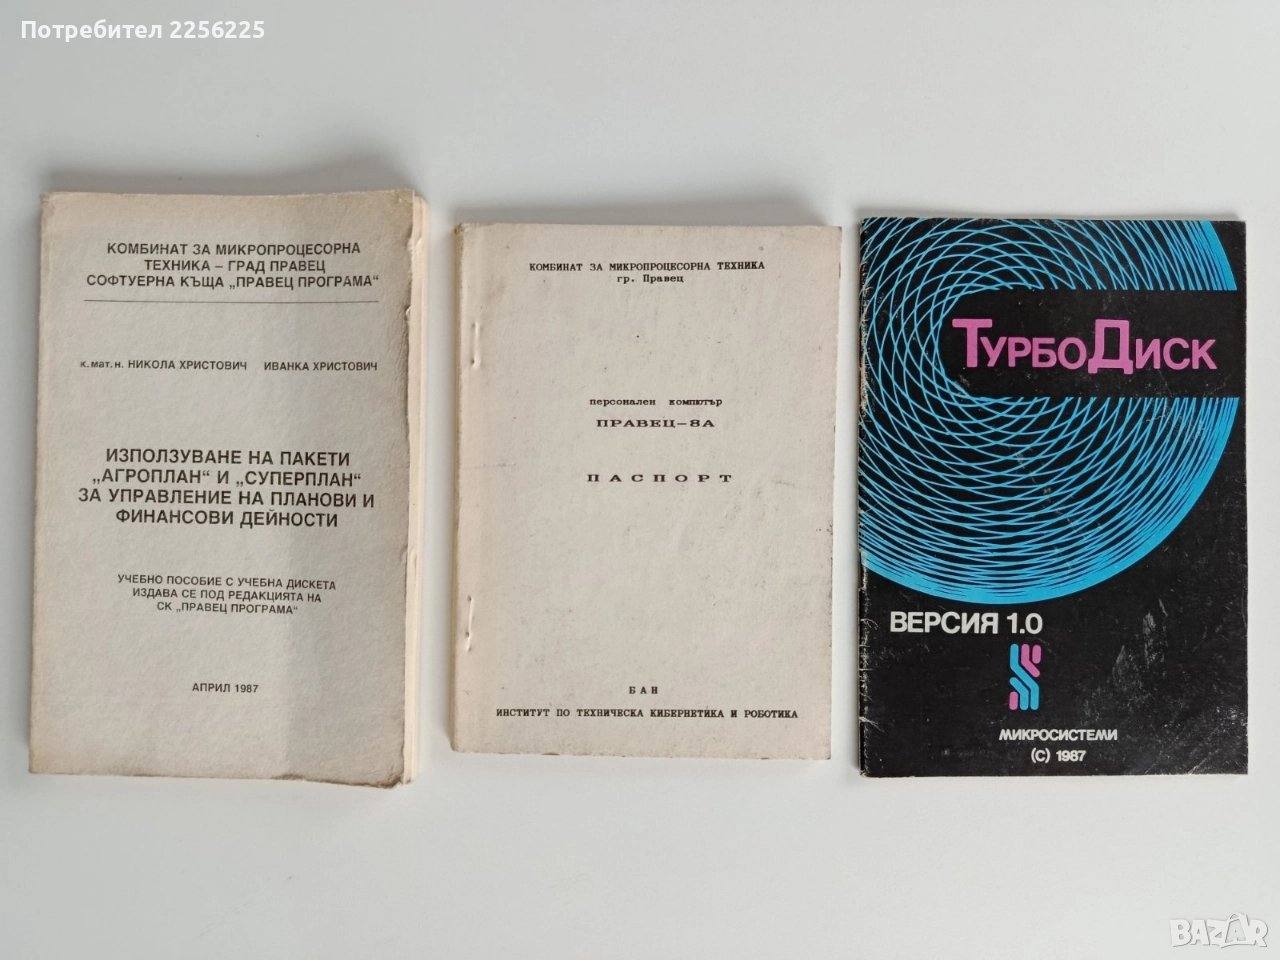 Потребител 2256225
КОМБИНАТ ЗА МИКРОПРОЦЕСОРНА
ТЕХНИКА – ГРАД ПРАВЕЦ
СОФТУЕРНА КЪЩА „ПРАВЕЦ ПРОГРАМА“
к.мат.н. НИКОЛА ХРИСТОВИЧ ИВАНКА ХРИСТОВИЧ
ИЗПОЛЗУВАНЕ НА ПАКЕТИ
„АГРОПЛАН“ И „СУПЕРПЛАН“
ЗА УПРАВЛЕНИЕ НА ПЛАНОВИ И
ФИНАНСОВИ ДЕЙНОСТИ
УЧЕБНО ПОСОБИЕ С УЧЕБНА ДИСКЕТА
ИЗДАВА СЕ ПОД РЕДАКЦИЯТА НА
СК „ПРАВЕЦ ПРОГРАМА“
АПРИЛ 1987
КОМБИНАТ ЗА МИКРОПРОЦЕСОРНА ТЕХНИКА
гр. Правец
персонален компютър
ПРАВЕЦ-8А
ПАСПОРТ
БАН
ИНСТИТУТ ПО ТЕХНИЧЕСКА КИБЕРНЕТИКА И РОБОТИКА
ТУРБОДИСК
ВЕРСИЯ 1.0
МИКРОСИСТЕМИ
(C) 1987
BAZAR